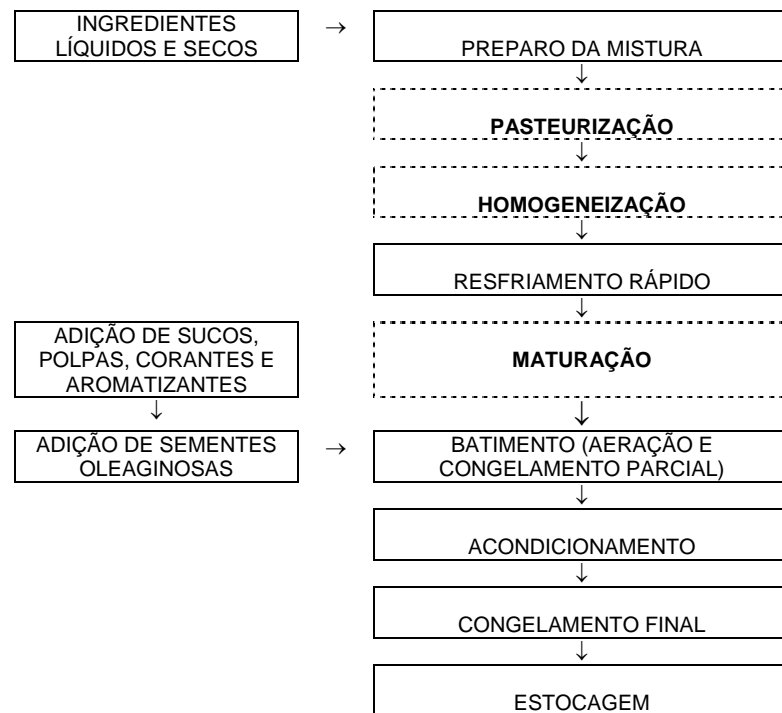 INGREDIENTES
LÍQUIDOS E SECOS
→
PREPARO DA MISTURA
↓
PASTEURIZAÇÃO
↓
HOMOGENEIZAÇÃO
↓
RESFRIAMENTO RÁPIDO
↓
ADIÇÃO DE SUCOS,
POLPAS, CORANTES E
AROMATIZANTES
MATURAÇÃO
↓
↓
ADIÇÃO DE SEMENTES
OLEAGINOSAS
→
BATIMENTO (AERAÇÃO E
CONGELAMENTO PARCIAL)
↓
ACONDICIONAMENTO
↓
CONGELAMENTO FINAL
↓
ESTOCAGEM